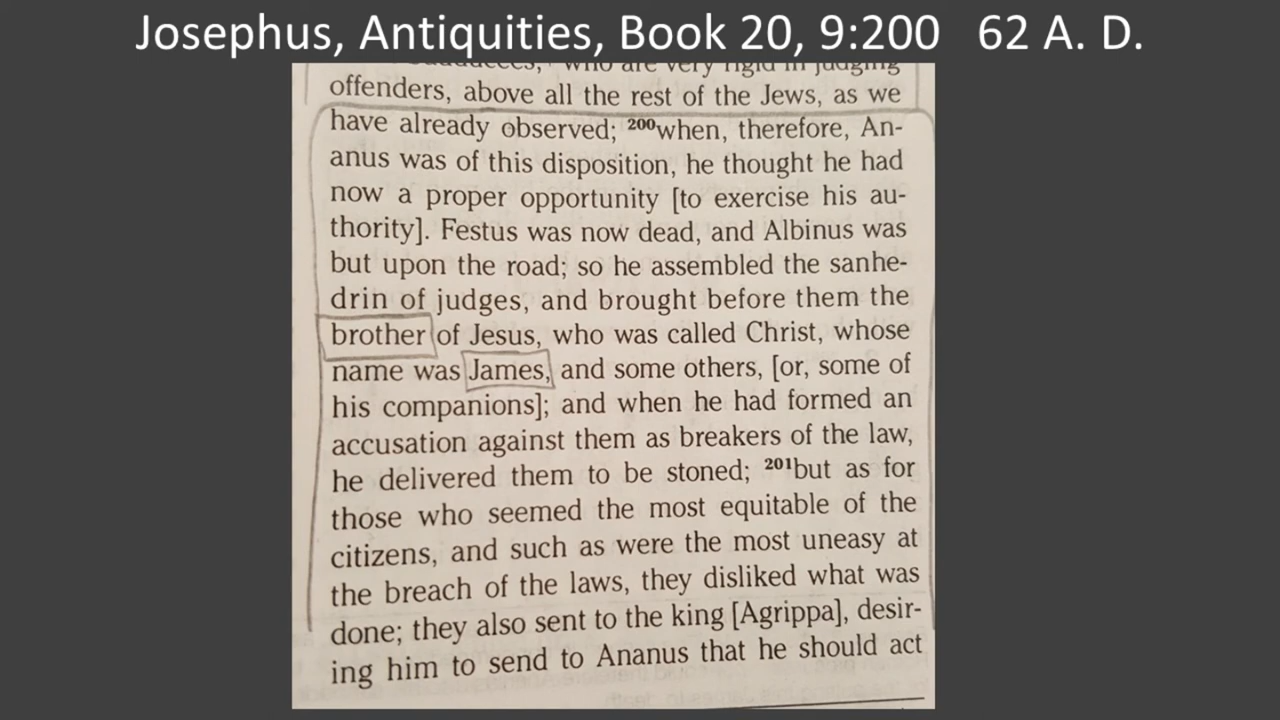 Josephus, Antiquities, Book 20, 9:200 62 A. D.
who are very rigid in judging
offenders, above all the rest of the Jews, as we
have already observed; 200when, therefore, An-
anus was of this disposition, he thought he had
now a proper opportunity [to exercise his au-
thority]. Festus was now dead, and Albinus was
but upon the road; so he assembled the sanhe-
drin of judges, and brought before them the
brother of Jesus, who was called Christ, whose
name was James, and some others, [or, some of
his companions]; and when he had formed an
accusation against them as breakers of the law,
he delivered them to be stoned; 201but as for
those who seemed the most equitable of the
citizens, and such as were the most uneasy at
the breach of the laws, they disliked what was
done; they also sent to the king [Agrippa], desir-
ing him to send to Ananus that he should act